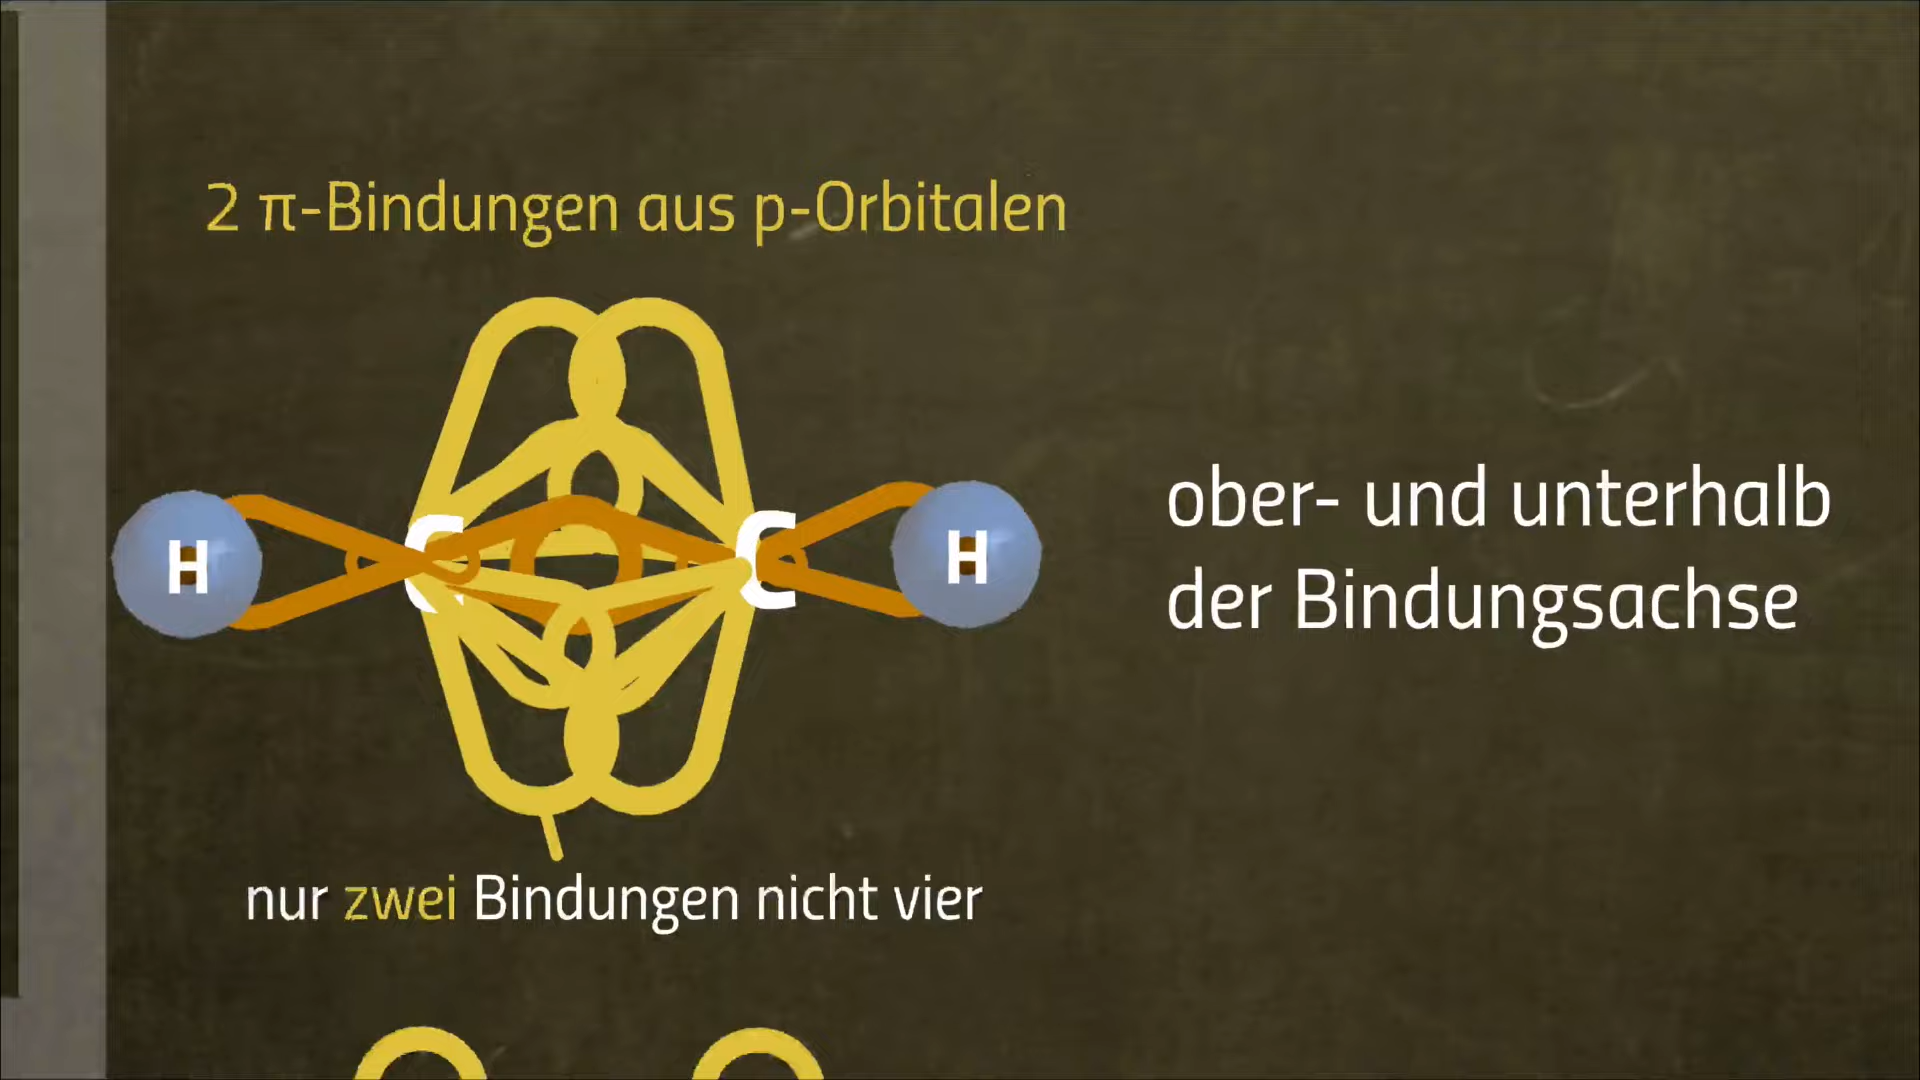 2 π-Bindungen aus p-Orbitalen
H C C H
ober- und unterhalb
der Bindungsachse
nur zwei Bindungen nicht vier